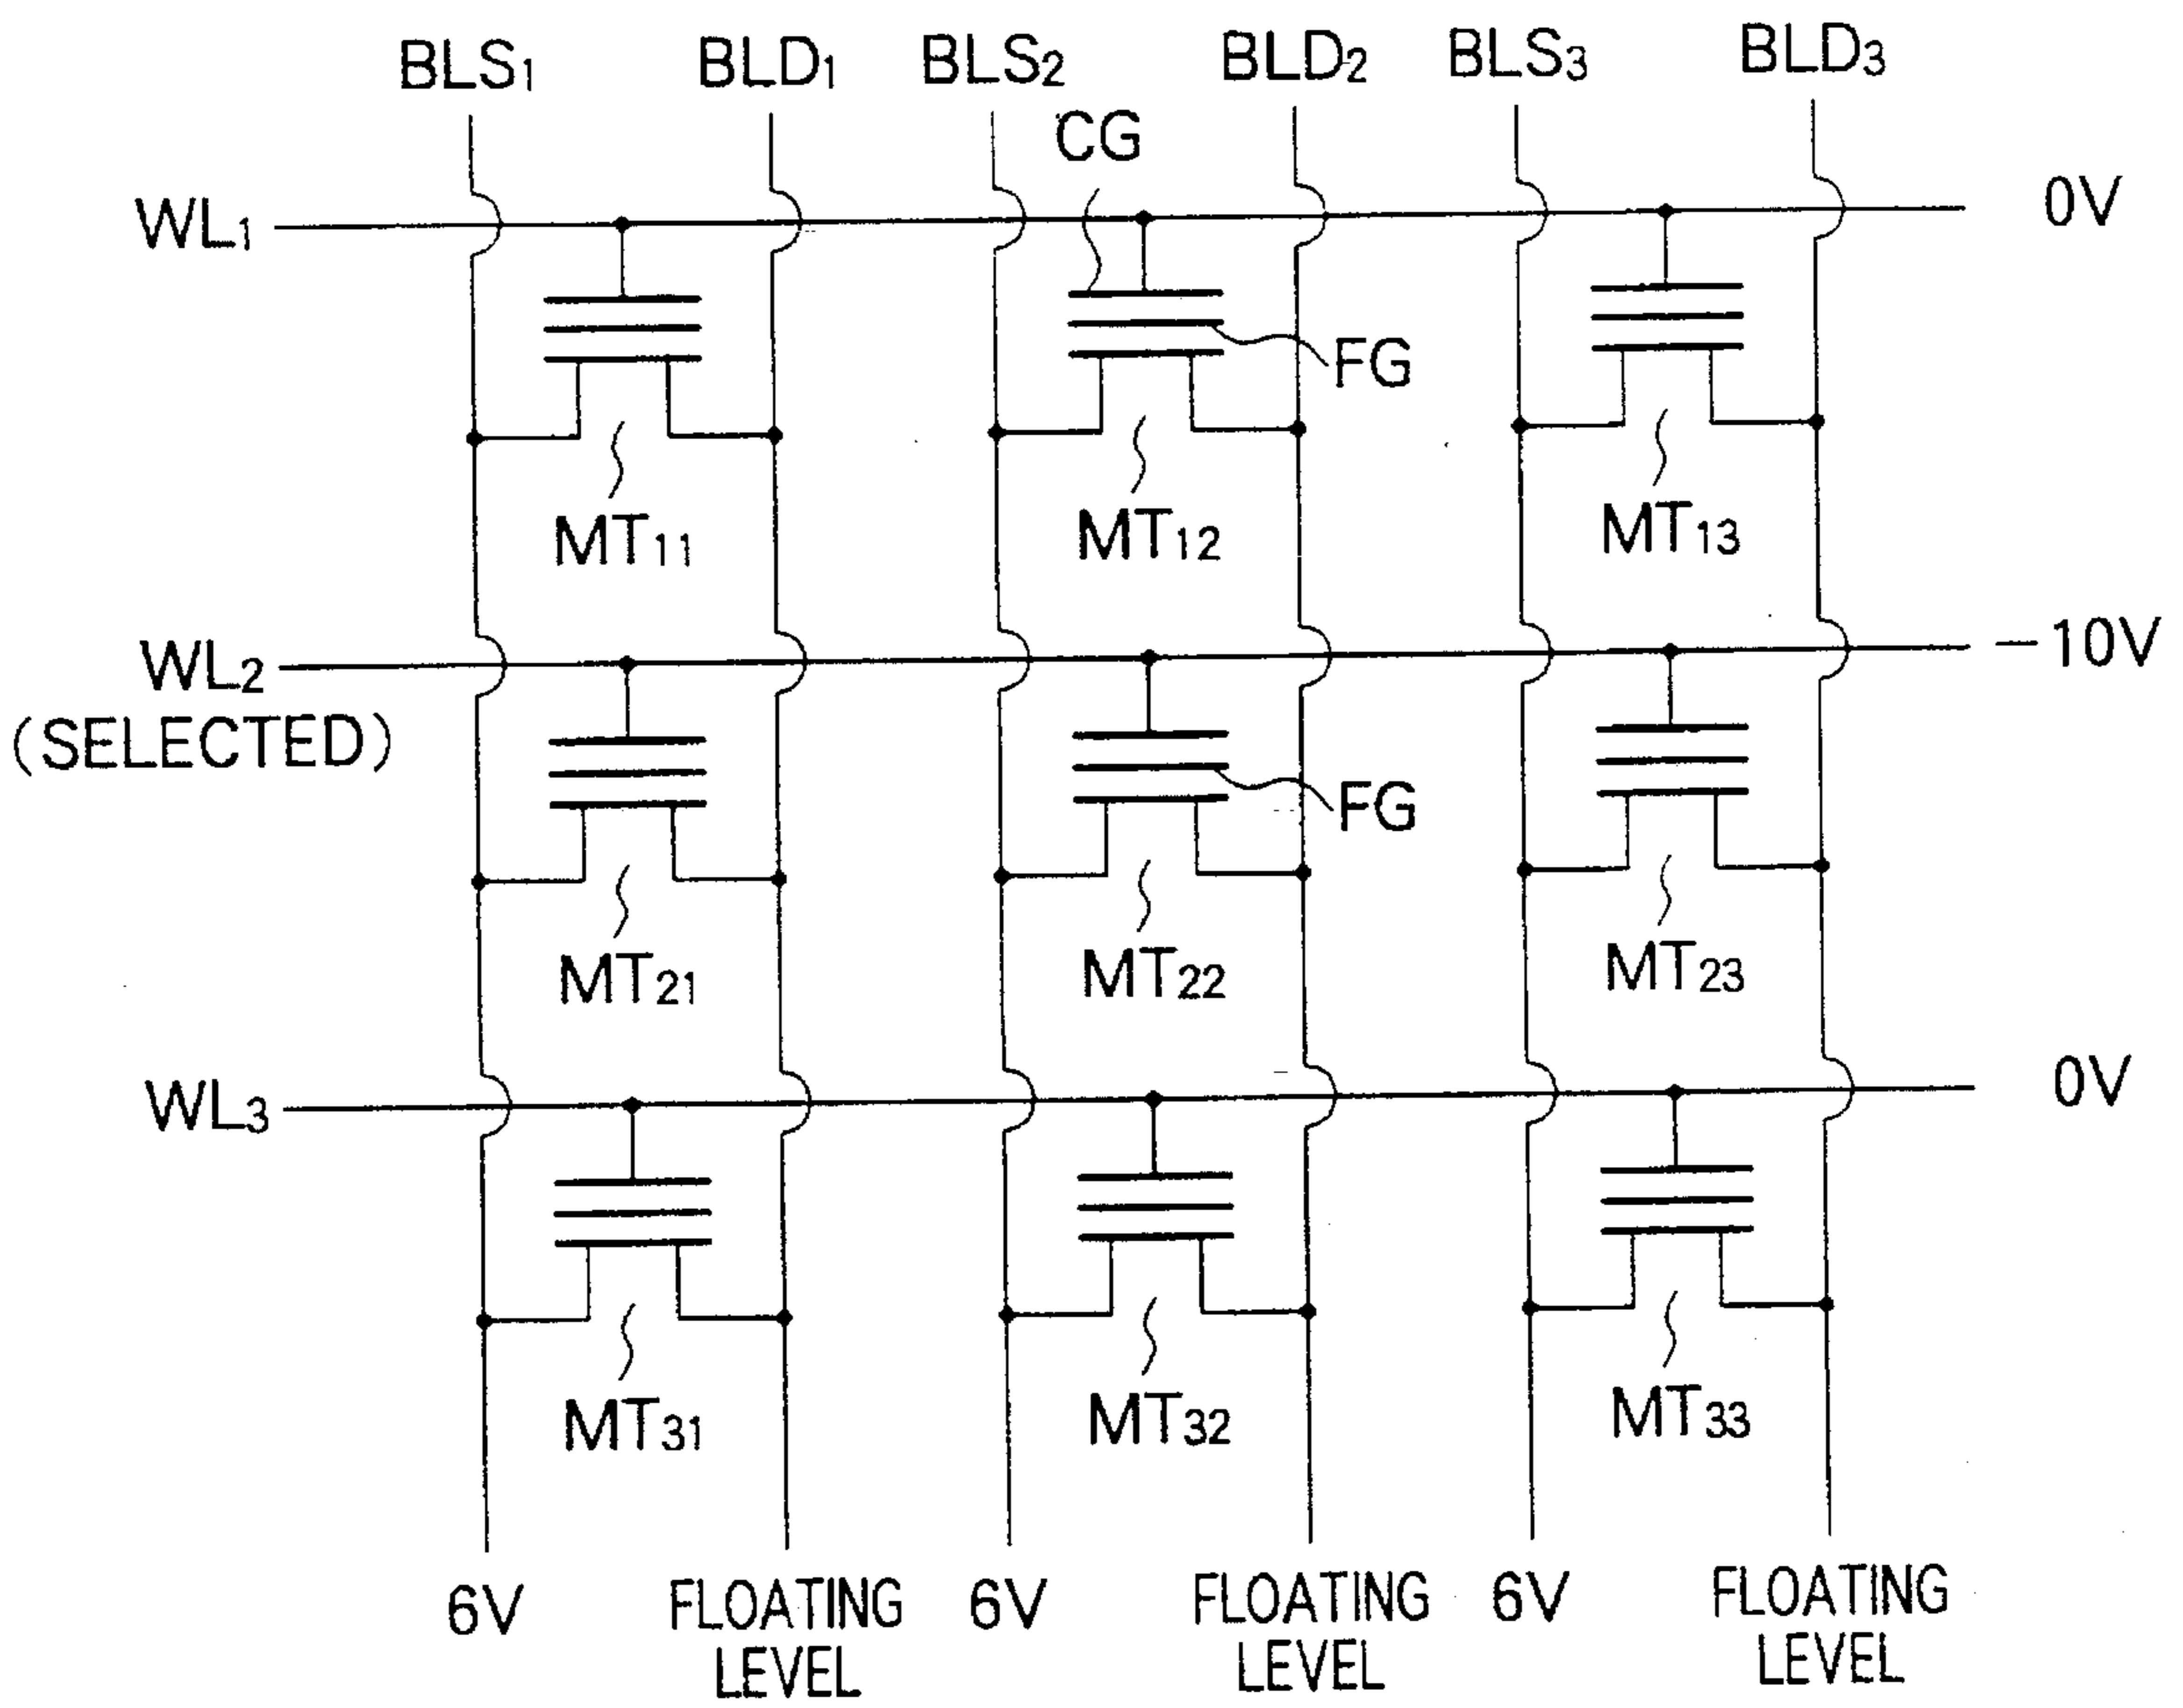 BLS1 BLD1 BLS2 BLD2 BLS3 BLD3
CG
WL1 0V
FG
MT11 MT12 MT13
WL2 -10V
(SELECTED)
FG
MT21 MT22 MT23
WL3 0V
MT31 MT32 MT33
6V FLOATING LEVEL 6V FLOATING LEVEL 6V FLOATING LEVEL